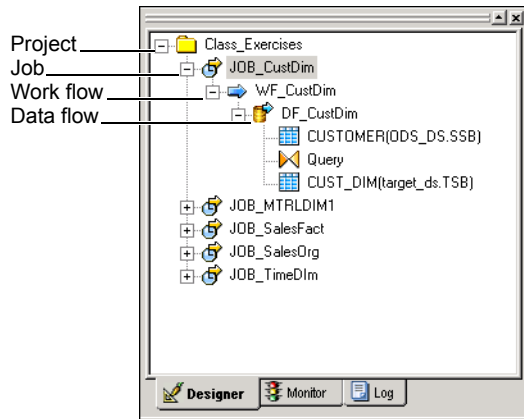 Project
Job
Work flow
Data flow
Class_Exercises
JOB_CustDim
WF_CustDim
DF_CustDim
CUSTOMER(ODS_DS.SSB)
Query
CUST_DIM(target_ds.TSB)
JOB_MTRLDIM1
JOB_SalesFact
JOB_SalesOrg
JOB_TimeDIm
Designer
Monitor
Log